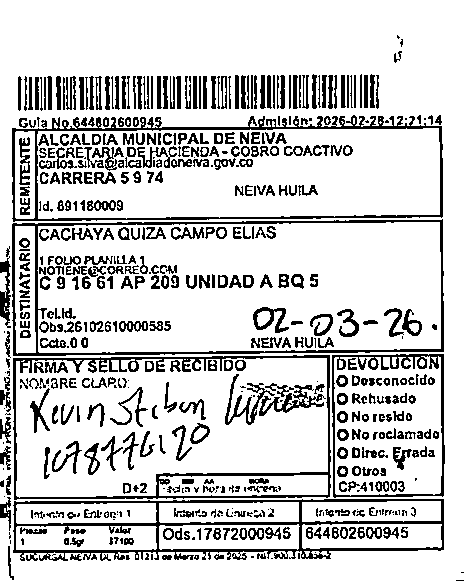 Guia No.644802600945 Admisión: 2026-02-28-12:21:14
REMITENTE
ALCALDIA MUNICIPAL DE NEIVA
SECRETARIA DE HACIENDA - COBRO COACTIVO
carlos.silva@alcaldianeiva.gov.co
CARRERA 5 9 74
NEIVA HUILA
Id. 891180009
DESTINATARIO
CACHAYA QUIZA CAMPO ELIAS
1 FOLIO PLANILLA 1
NOTIENE@CORREO.COM
C 9 16 61 AP 209 UNIDAD A BQ 5
Tel.Id.
Obs.26102610000585
Ccte.0 0
02-03-26.
NEIVA HUILA
FIRMA Y SELLO DE RECIBIDO
NOMBRE CLARO:
Kevin Stiben
D+2
Fecha y hora de entrega
DEVOLUCION
Desconocido
Rehusado
No reside
No reclamado
Direc. Errada
Otros
CP:410003
Intento de Entrega 1
Intento de Entrega 2
Intento de Entrega 3
Piezas Peso Valor
1 0.5gr
Ods.17872000945
644802600945